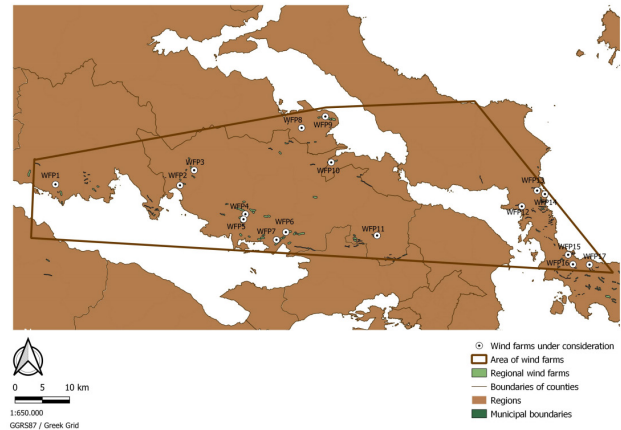 WFP8
WFP9
WFP3
WFP10
WFP1
WFP2
WFP13
WFP14
WFP4
WFP12
WFP5
WFP6
WFP7
WFP11
WFP15
WFP16
WFP17
Wind farms under consideration
Area of wind farms
Regional wind farms
Boundaries of counties
Regions
Municipal boundaries
0 5 10 km
1:650.000
GGRS87 / Greek Grid